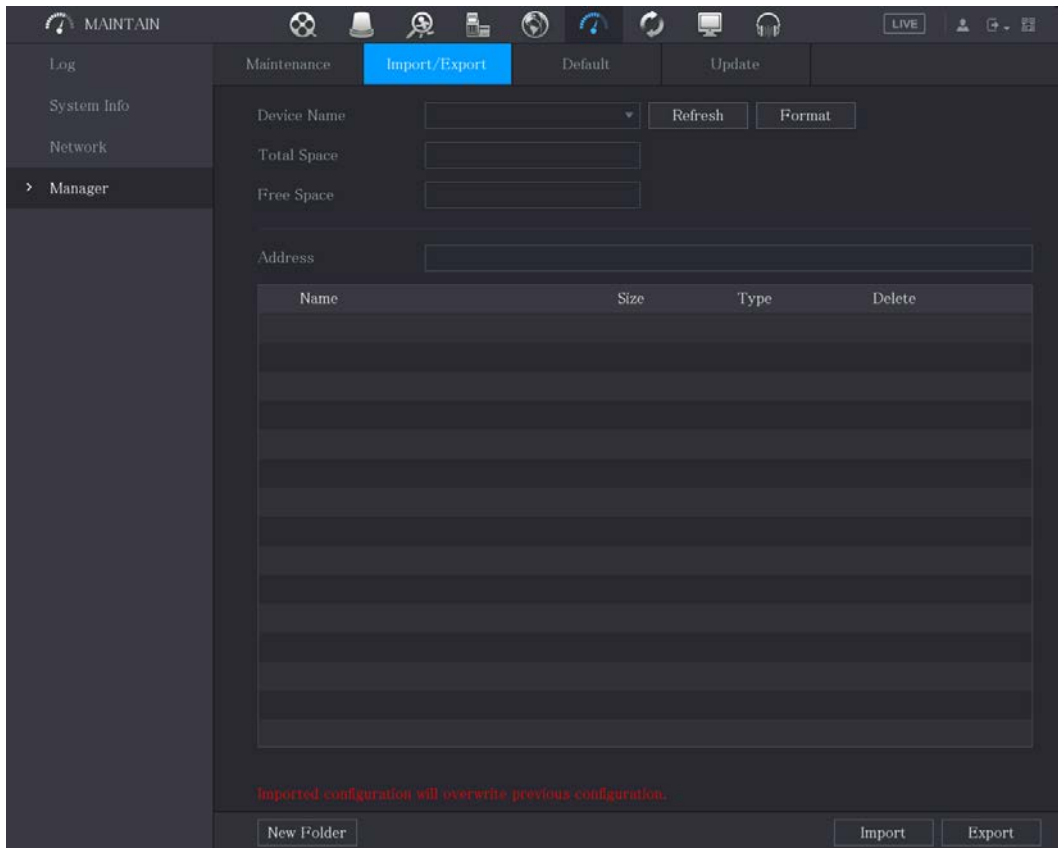 MAINTAIN
LIVE
Log
System Info
Network
Manager
Maintenance Import/Export Default Update
Device Name Refresh Format
Total Space
Free Space
Address
Name Size Type Delete
Imported configuration will overwrite previous configuration.
New Folder Import Export